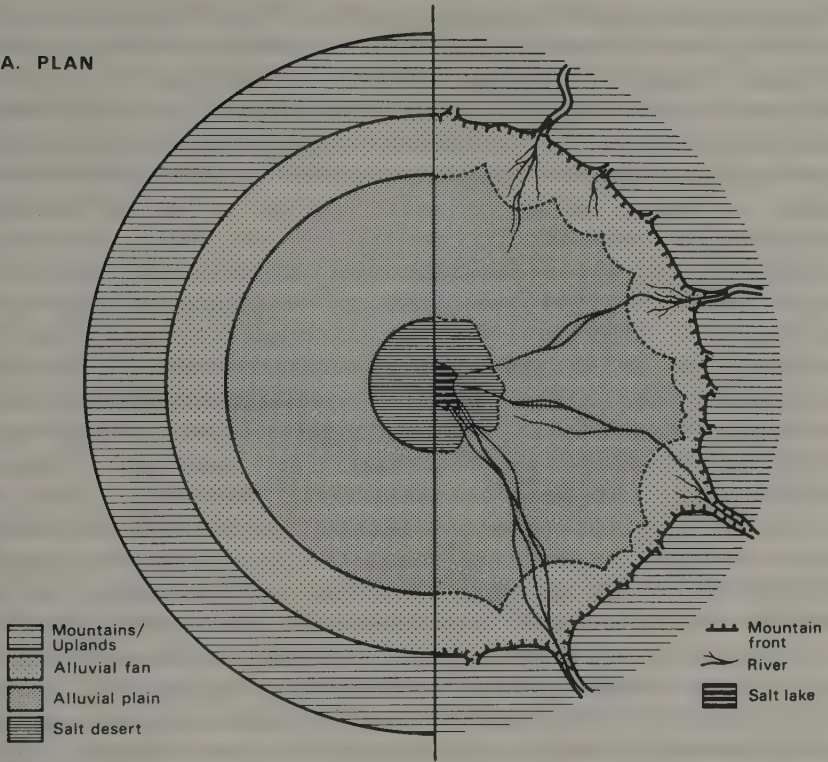 A. PLAN
Mountains/
Uplands
Alluvial fan
Alluvial plain
Salt desert
Mountain
front
River
Salt lake